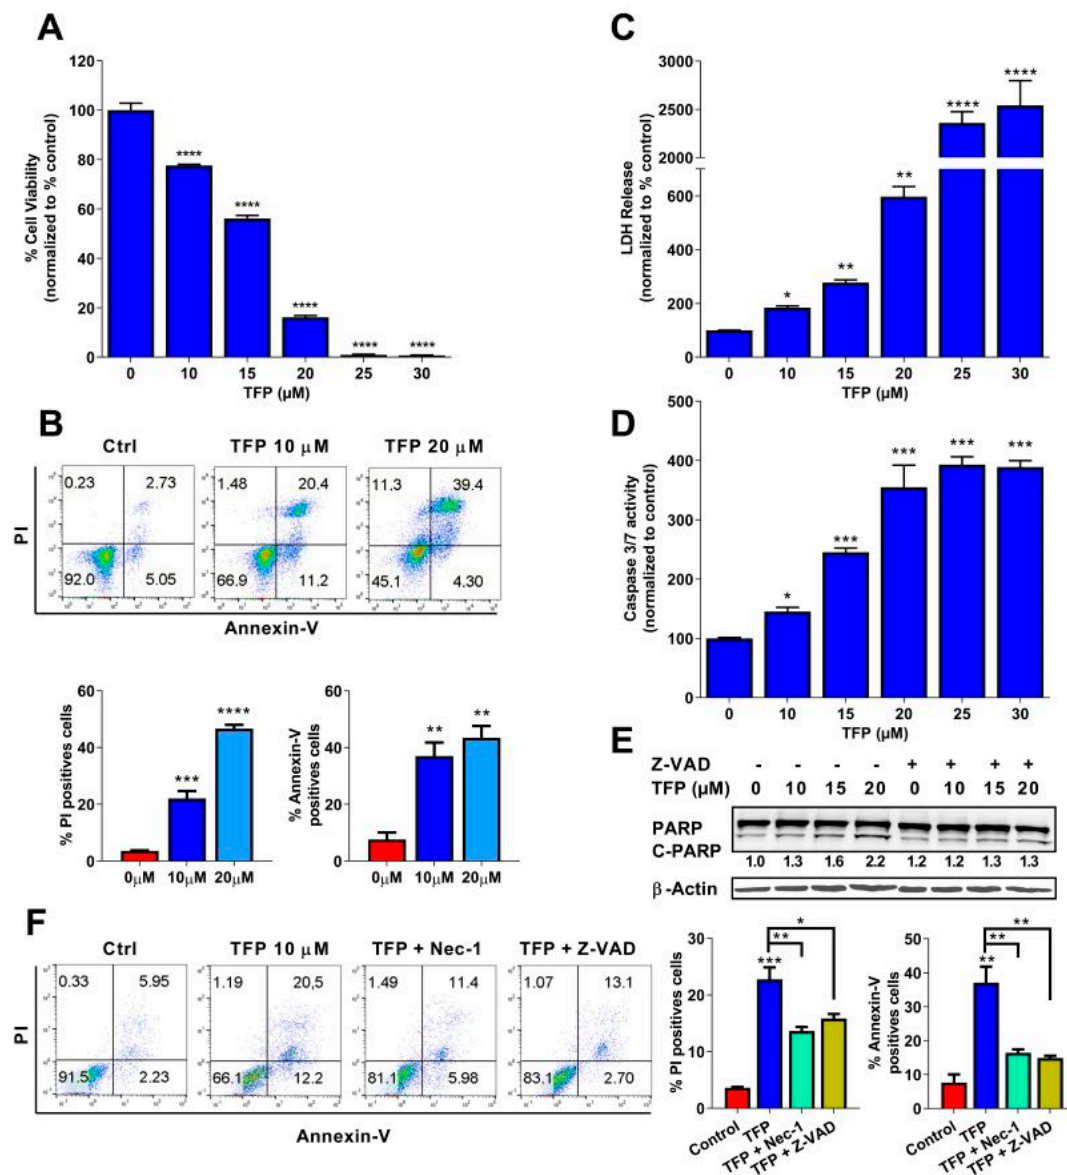 A
% Cell Viability
(normalized to % control)
120
100
80
60
40
20
0
****
****
****
****
****
0 10 15 20 25 30
TFP (µM)
C
LDH Release
(normalized to % control)
3000
2500
2000
600
400
200
0
*
**
**
****
****
0 10 15 20 25 30
TFP (µM)
B
Ctrl TFP 10 µM TFP 20 µM
PI
0.23 2.73 1.48 20.4 11.3 39.4
92.0 5.05 66.9 11.2 45.1 4.30
Annexin-V
% PI positives cells
60
40
20
0
***
****
0µM 10µM 20µM
% Annexin-V
positives cells
60
40
20
0
**
**
0µM 10µM 20µM
D
Caspase 3/7 activity
(normalized to control)
500
400
300
200
100
0
*
***
***
***
***
0 10 15 20 25 30
TFP (µM)
E
Z-VAD - - - - + + + +
TFP (µM) 0 10 15 20 0 10 15 20
PARP
C-PARP
1.0 1.3 1.6 2.2 1.2 1.2 1.3 1.3
β-Actin
F
Ctrl TFP 10 µM TFP + Nec-1 TFP + Z-VAD
PI
0.33 5.95 1.19 20,5 1.49 11.4 1.07 13.1
91.5 2.23 66.1 12.2 81.1 5.98 83.1 2.70
Annexin-V
% PI positives cells
30
20
10
0
*
**
***
Control TFP TFP + Nec-1 TFP + Z-VAD
% Annexin-V
positives cells
50
40
30
20
10
0
**
**
**
Control TFP TFP + Nec-1 TFP + Z-VAD